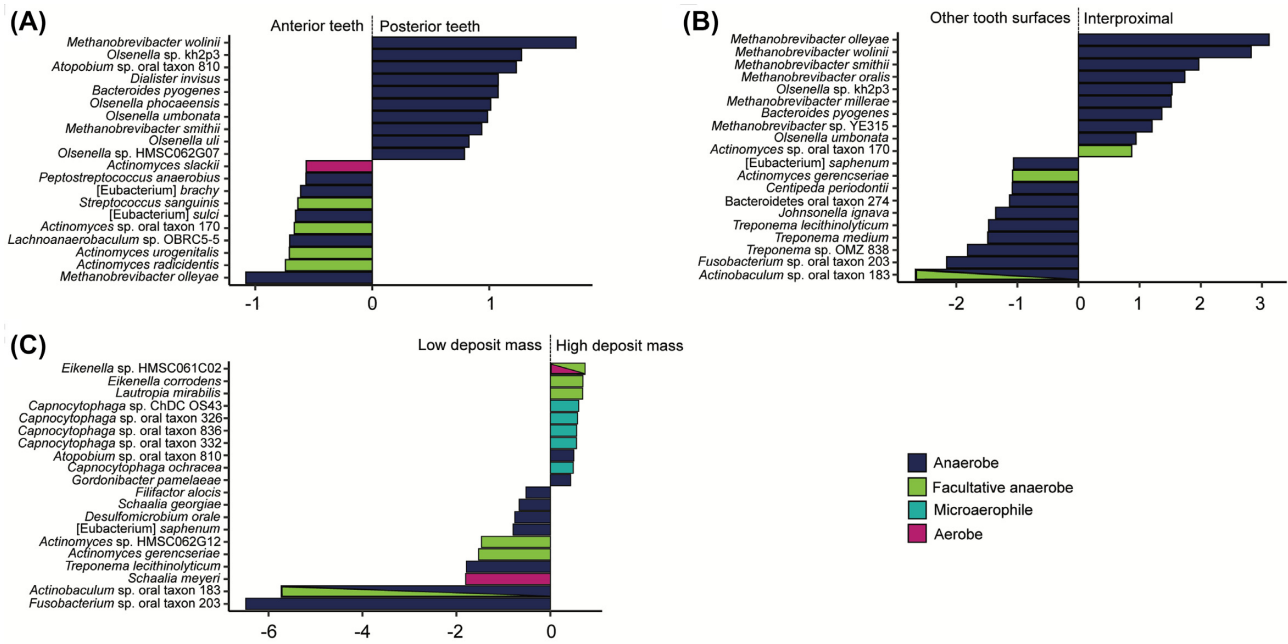 (A)
Anterior teeth
Posterior teeth
Methanobrevibacter wolinii
Olsenella sp. kh2p3
Atopobium sp. oral taxon 810
Dialister invisus
Bacteroides pyogenes
Olsenella phocaeensis
Olsenella umbonata
Methanobrevibacter smithii
Olsenella uli
Olsenella sp. HMSC062G07
Actinomyces slackii
Peptostreptococcus anaerobius
[Eubacterium] brachy
Streptococcus sanguinis
[Eubacterium] sulci
Actinomyces sp. oral taxon 170
Lachnoanaerobaculum sp. OBRC5-5
Actinomyces urogenitalis
Actinomyces radicidentis
Methanobrevibacter olleyae
-1 0 1
(B)
Other tooth surfaces
Interproximal
Methanobrevibacter olleyae
Methanobrevibacter wolinii
Methanobrevibacter smithii
Methanobrevibacter oralis
Olsenella sp. kh2p3
Methanobrevibacter millerae
Bacteroides pyogenes
Methanobrevibacter sp. YE315
Olsenella umbonata
Actinomyces sp. oral taxon 170
[Eubacterium] saphenum
Actinomyces gerencseriae
Centipeda periodontii
Bacteroidetes oral taxon 274
Johnsonella ignava
Treponema lecithinolyticum
Treponema medium
Treponema sp. OMZ 838
Fusobacterium sp. oral taxon 203
Actinobaculum sp. oral taxon 183
-2 -1 0 1 2 3
(C)
Low deposit mass
High deposit mass
Eikenella sp. HMSC061C02
Eikenella corrodens
Lautropia mirabilis
Capnocytophaga sp. ChDC OS43
Capnocytophaga sp. oral taxon 326
Capnocytophaga sp. oral taxon 836
Capnocytophaga sp. oral taxon 332
Atopobium sp. oral taxon 810
Capnocytophaga ochracea
Gordonibacter pamelaeae
Filifactor alocis
Schaalia georgiae
Desulfomicrobium orale
[Eubacterium] saphenum
Actinomyces sp. HMSC062G12
Actinomyces gerencseriae
Treponema lecithinolyticum
Schaalia meyeri
Actinobaculum sp. oral taxon 183
Fusobacterium sp. oral taxon 203
-6 -4 -2 0
Anaerobe
Facultative anaerobe
Microaerophile
Aerobe